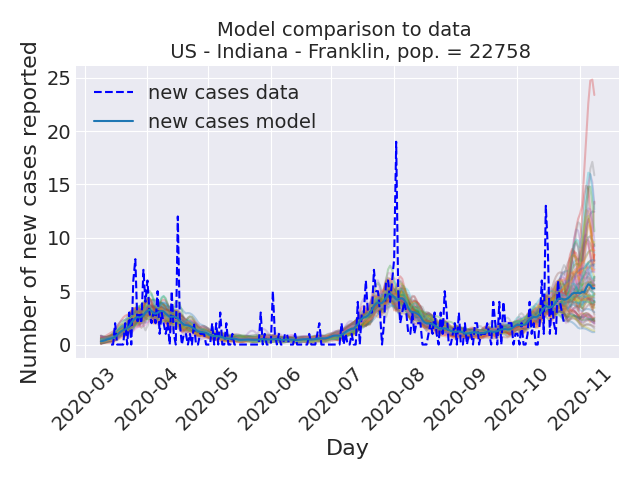 Model comparison to data
US - Indiana - Franklin, pop. = 22758
Number of new cases reported
25
20
15
10
5
0
new cases data
new cases model
2020-03
2020-04
2020-05
2020-06
2020-07
2020-08
2020-09
2020-10
2020-11
Day